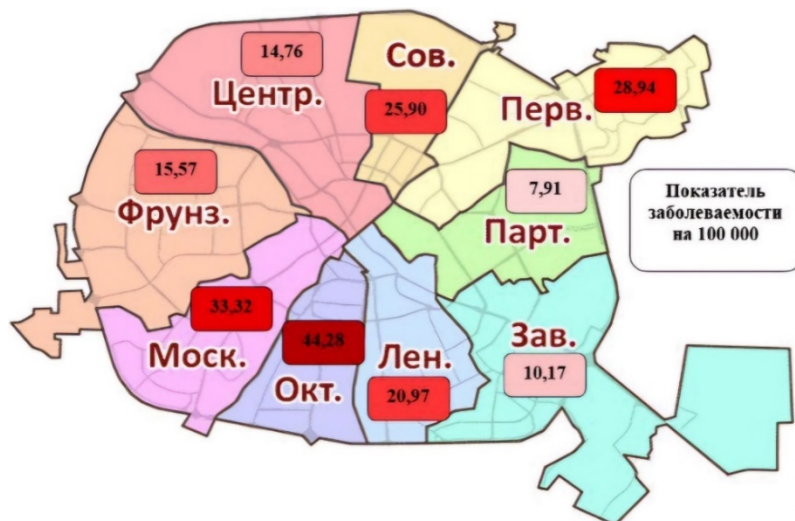 14,76
Центр.
Сов.
25,90
Перв.
28,94
15,57
Фрунз.
7,91
Парт.
Показатель
заболеваемости
на 100 000
33,32
Моск.
44,28
Окт.
Лен.
20,97
Зав.
10,17